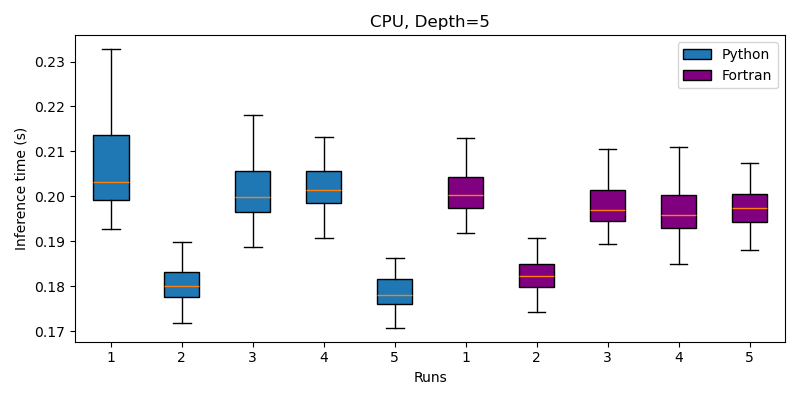 CPU, Depth=5
Python
Fortran
Inference time (s)
0.23
0.22
0.21
0.20
0.19
0.18
0.17
1 2 3 4 5 1 2 3 4 5
Runs